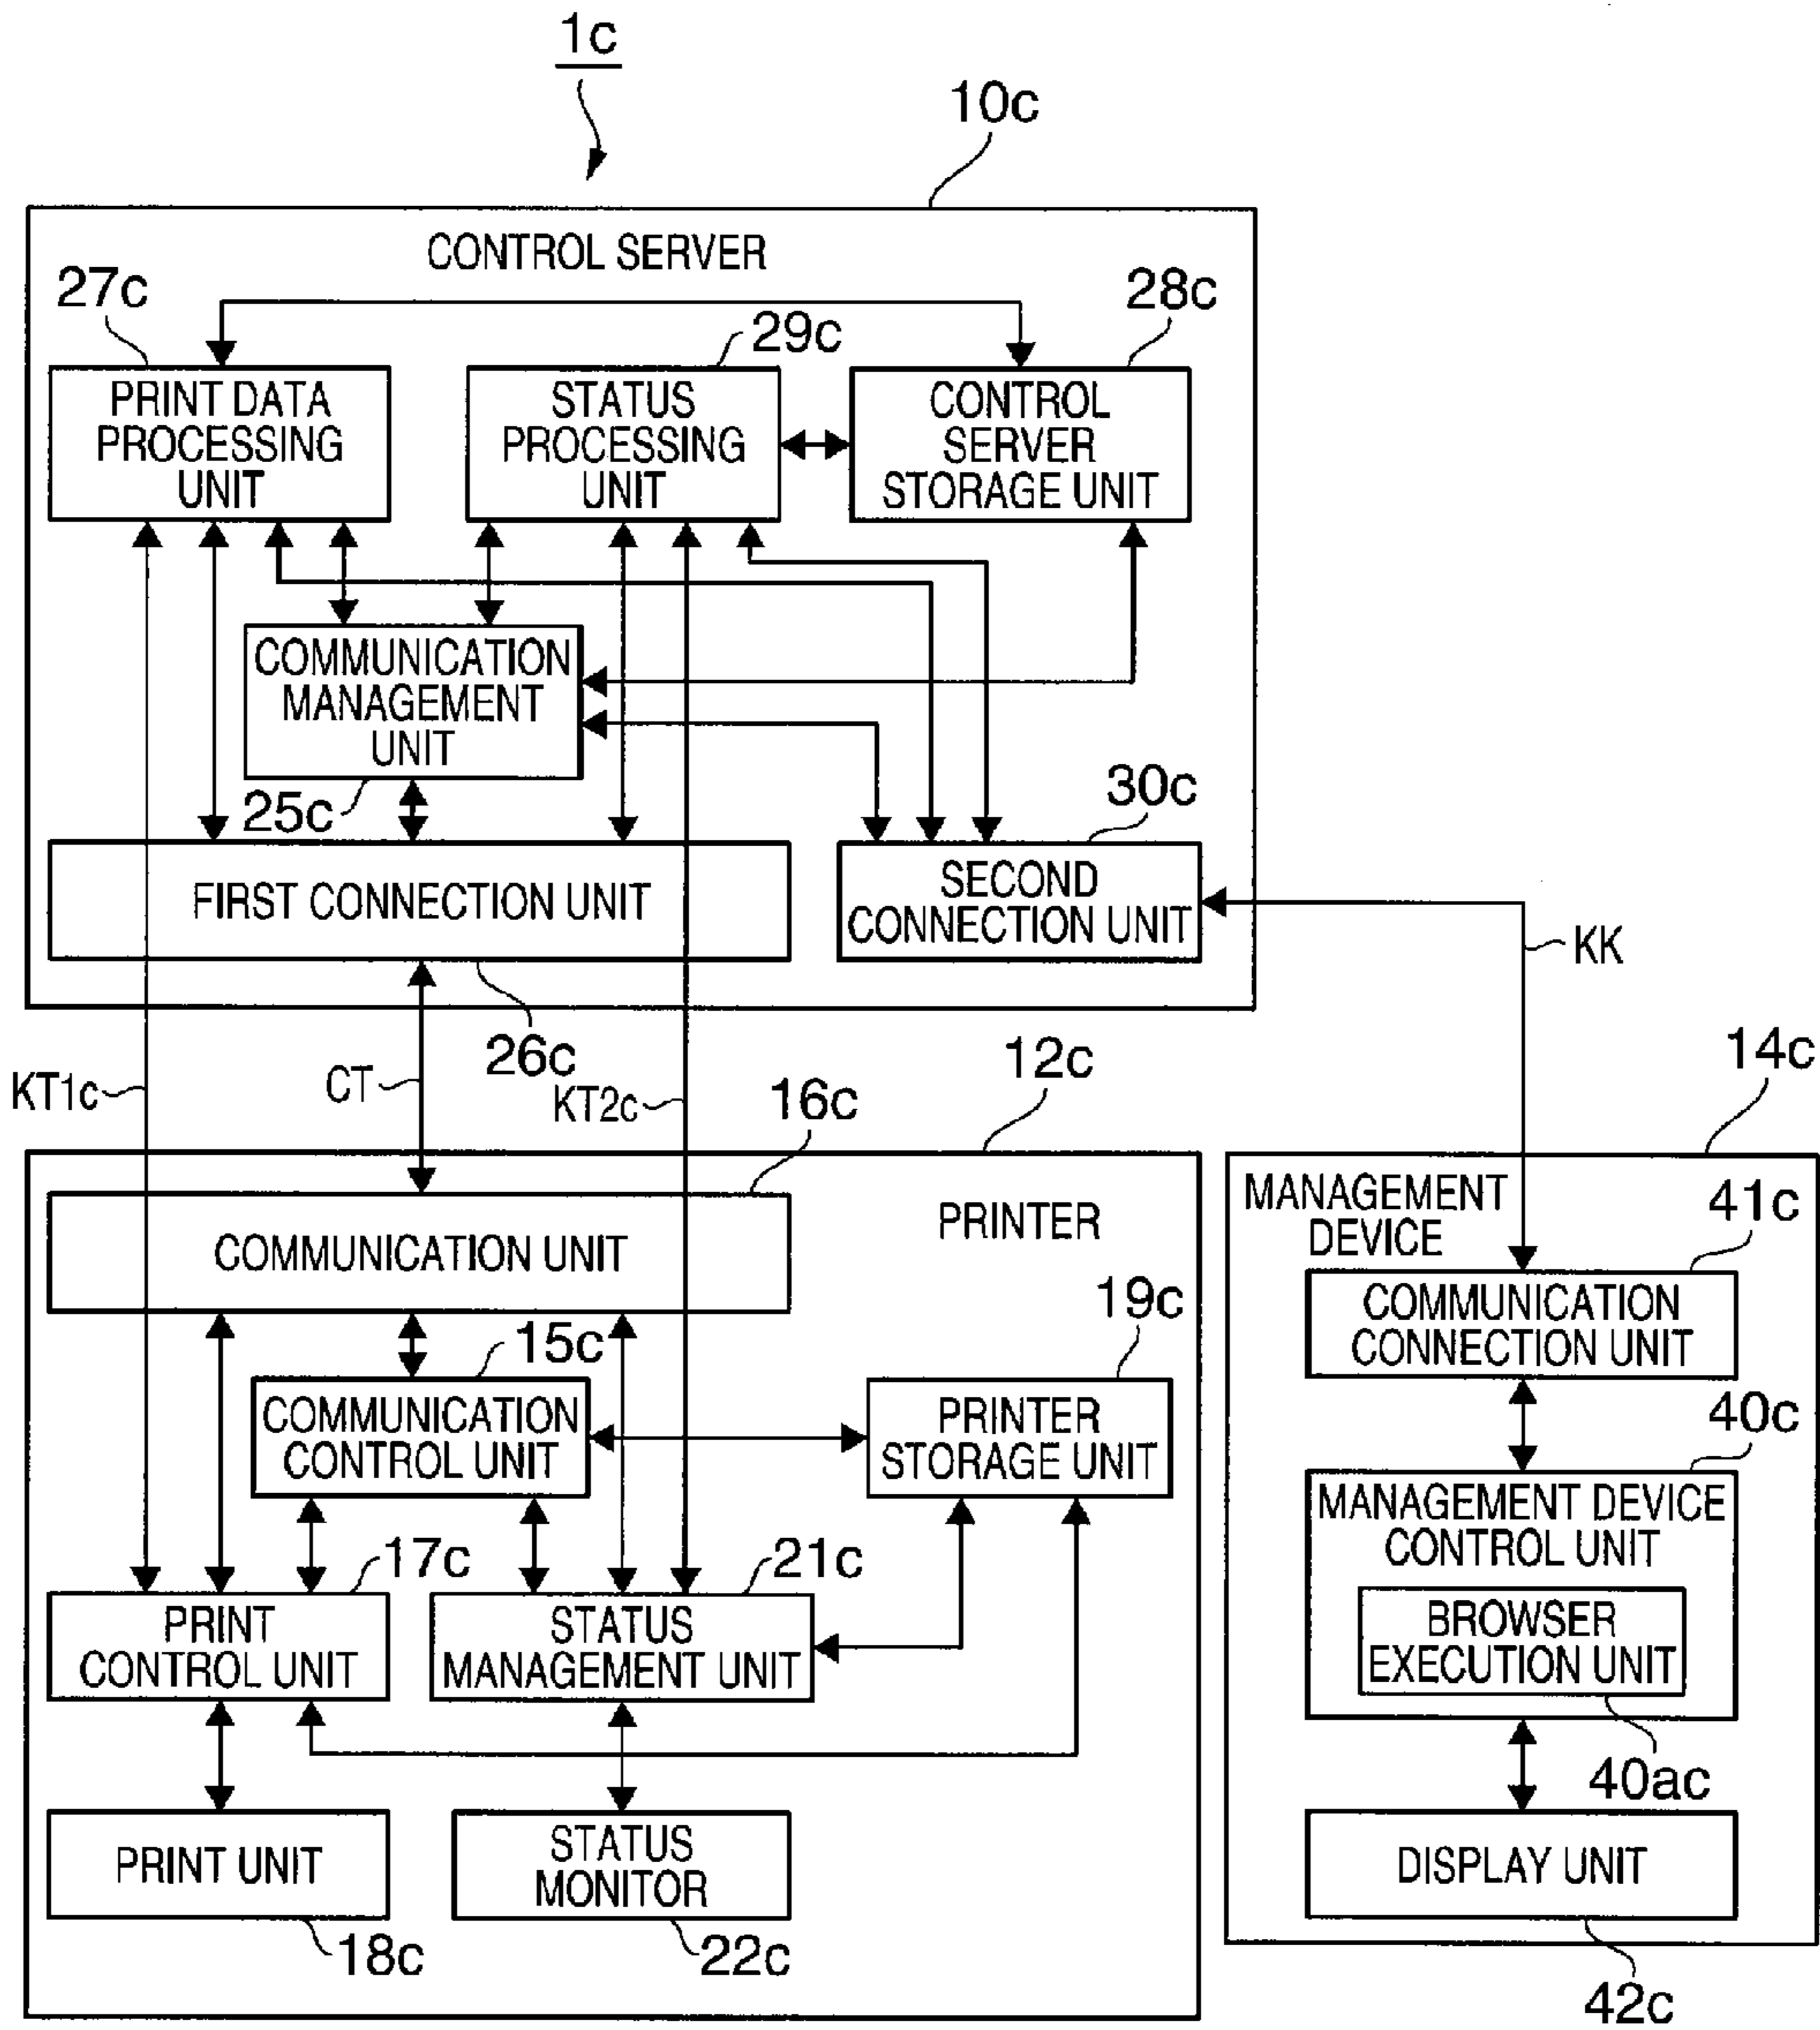 1c
10c
CONTROL SERVER
27c
28c
29c
PRINT DATA
PROCESSING
UNIT
STATUS
PROCESSING
UNIT
CONTROL
SERVER
STORAGE UNIT
COMMUNICATION
MANAGEMENT
UNIT
25c
30c
FIRST CONNECTION UNIT
SECOND
CONNECTION UNIT
KK
26c
KT1c
CT
KT2c
12c
14c
16c
COMMUNICATION UNIT
PRINTER
MANAGEMENT
DEVICE
41c
COMMUNICATION
CONNECTION UNIT
19c
15c
COMMUNICATION
CONTROL UNIT
PRINTER
STORAGE UNIT
40c
MANAGEMENT DEVICE
CONTROL UNIT
BROWSER
EXECUTION UNIT
17c
21c
PRINT
CONTROL UNIT
STATUS
MANAGEMENT UNIT
40ac
PRINT UNIT
STATUS
MONITOR
DISPLAY UNIT
18c
22c
42c